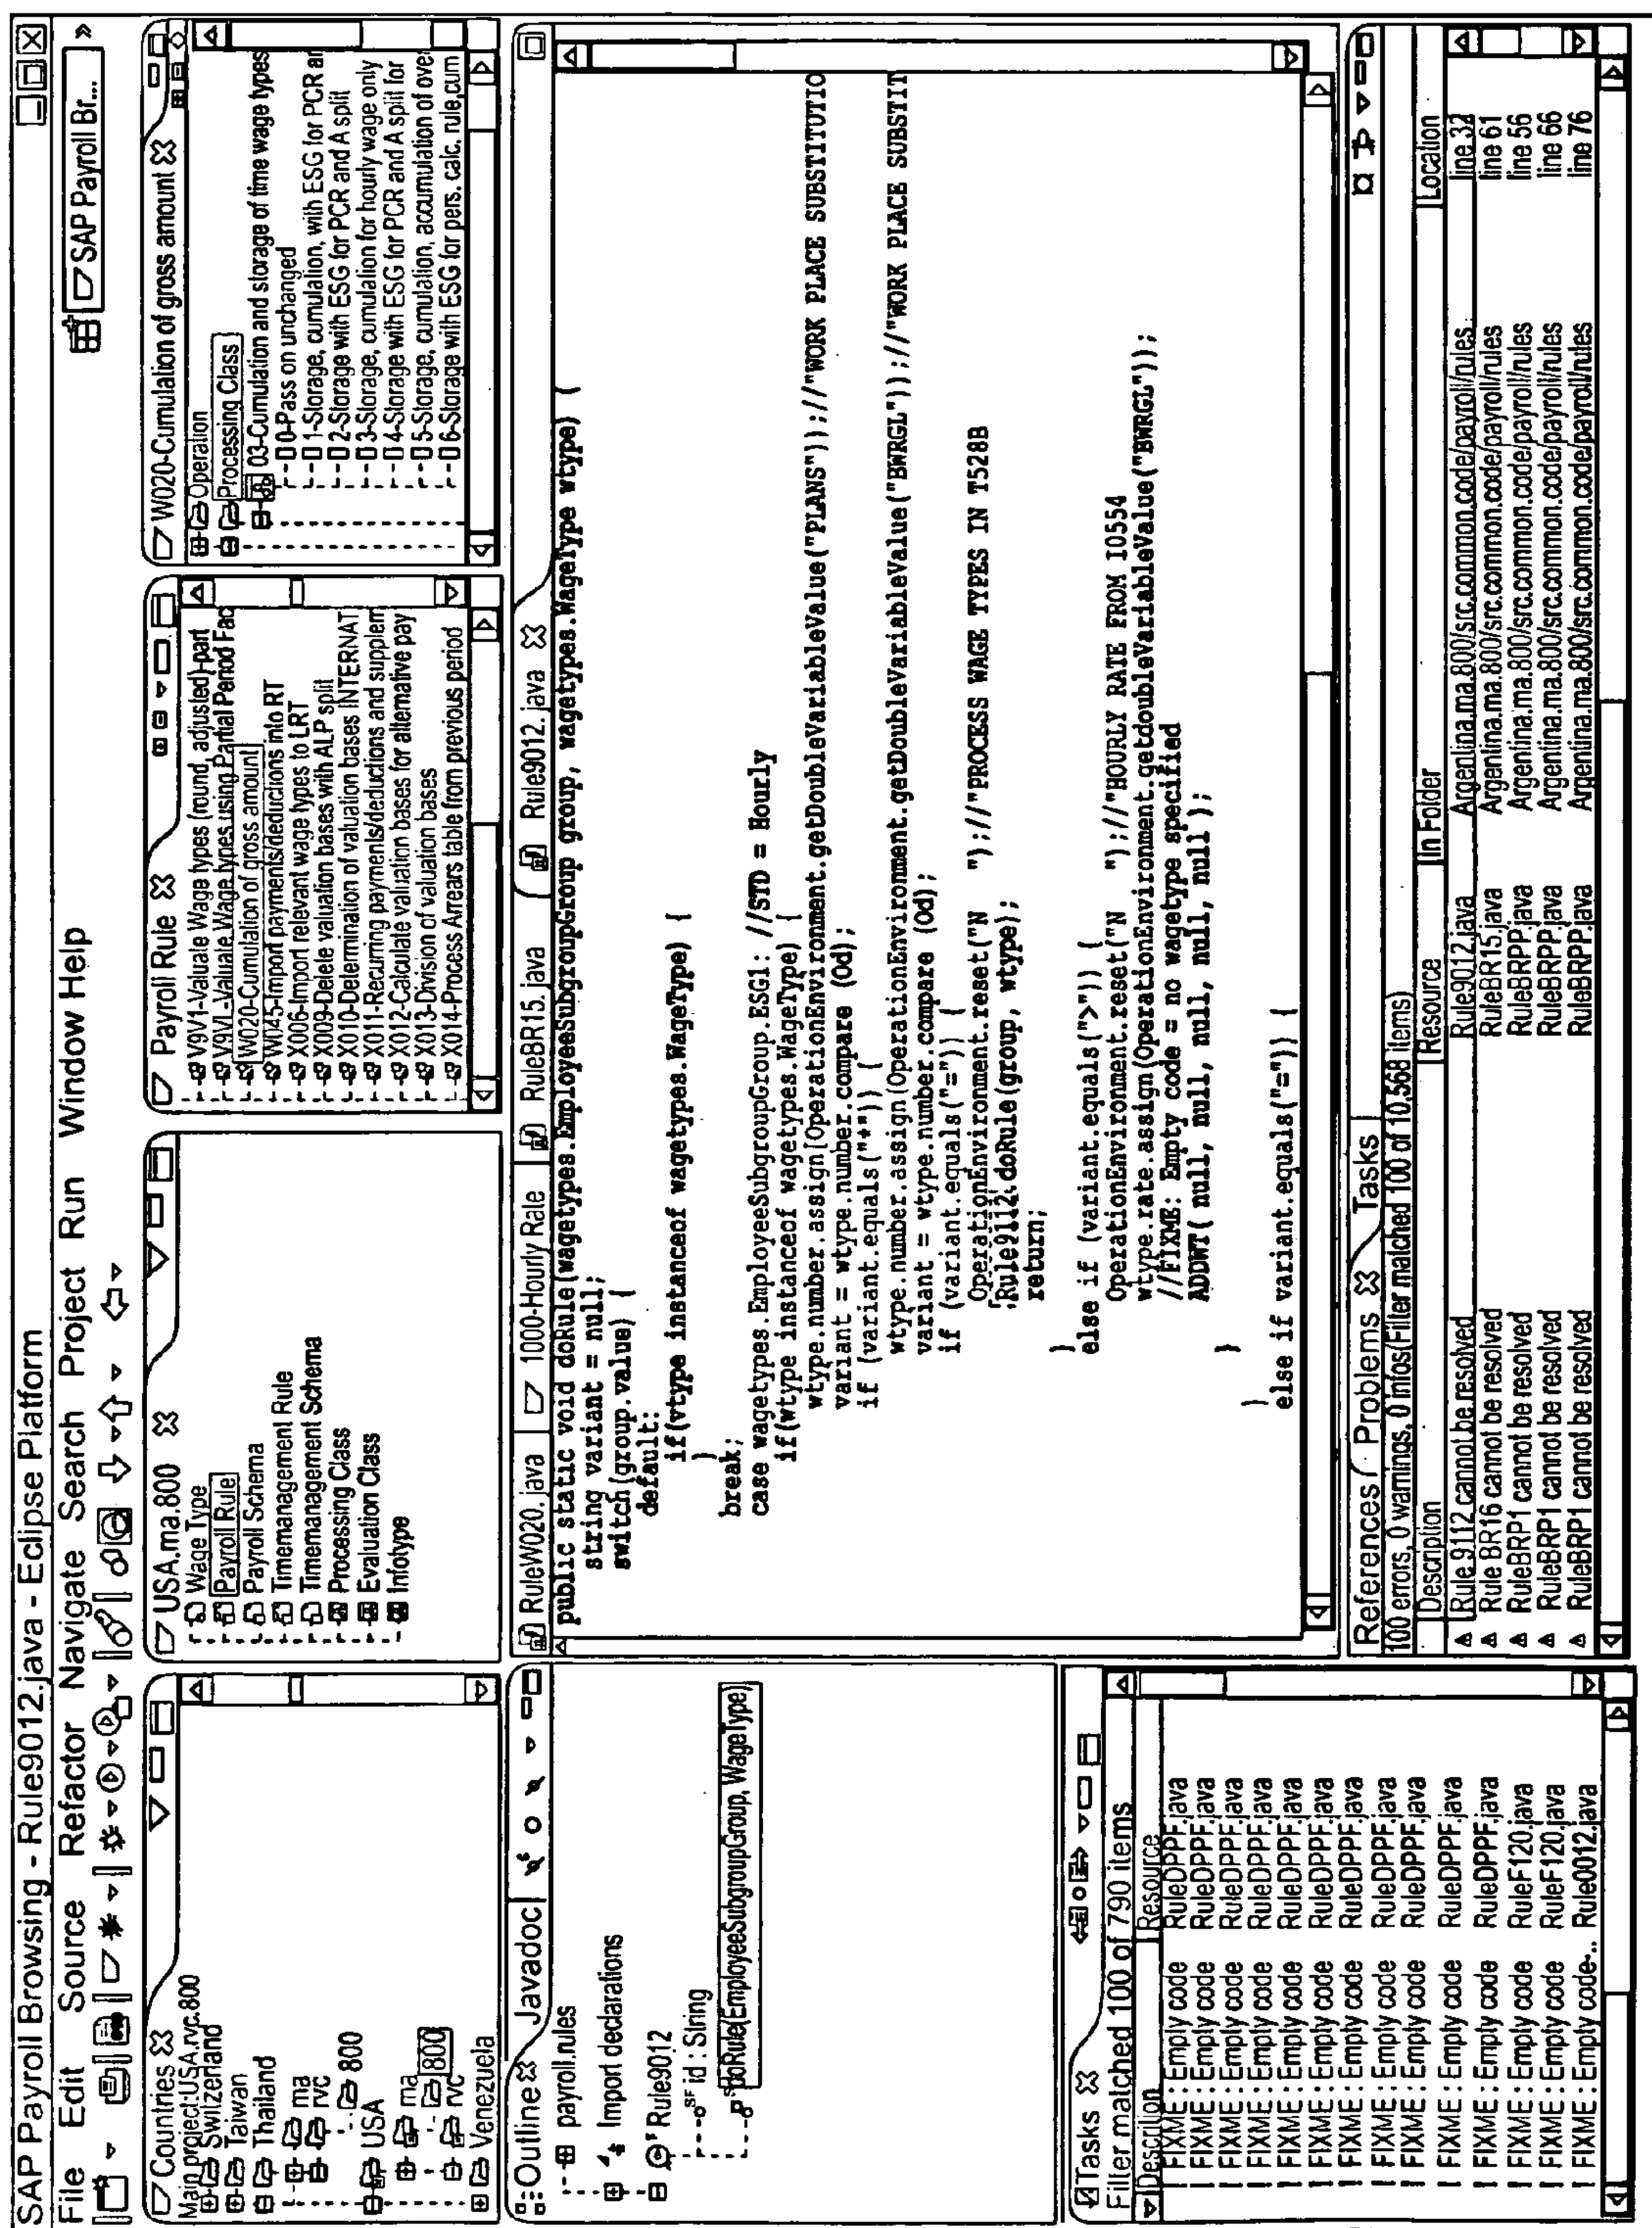 SAP Payroll Browsing - Rule9012.java - Eclipse Platform
File Edit Source Refactor Navigate Search Project Run Window Help
SAP Payroll Br... »
Countries
Main project:USA.rvc.800
Switzerland
Taiwan
Thailand
ma
rvc
800
USA
ma
800
rvc
Venezuela
USA.ma.800
Wage Type
Payroll Rule
Payroll Schema
Timemanagement Rule
Timemanagement Schema
Processing Class
Evaluation Class
Infotype
Payroll Rule
V9V1-Valuate Wage types (round, adjusted)-part
V9VI-Valuate Wage types using Partial Period Fac
W020-Cumulation of gross amount
W045-Import payments/deductions into RT
X006-Import relevant wage types to LRT
X009-Delete valuation bases with ALP split
X010-Determination of valuation bases INTERNAT
X011-Recurring payments/deductions and supplem
X012-Calculate valuation bases for alternative pay
X013-Division of valuation bases
X014-Process Arrears table from previous period
W020-Cumulation of gross amount
Operation
Processing Class
03-Cumulation and storage of time wage types
0-Pass on unchanged
1-Storage, cumulation, with ESG for PCR ar
2-Storage with ESG for PCR and A split
3-Storage, cumulation for hourly wage only
4-Storage with ESG for PCR and A split for
5-Storage, cumulation, accumulation of over
6-Storage with ESG for pers. calc. rule,cum
Outline Javadoc
payroll.nules
Import declarations
Rule9012
SF id : String
doRule(EmployeeSubgroupGroup, WageType)
RuleW020.java 1000-Hourly Rate RuleBR15.java Rule9012.java
public static void doRule(wagetypes.EmployeeSubgroupGroup group, wagetypes.WageType wtype) {
string variant = null;
switch(group.value) {
default:
if(vtype instanceof wagetypes.WageType) {
}
break;
case wagetypes.EmployeeSubgroupGroup.ESG1: //STD = Hourly
if(wtype instanceof wagetypes.WageType) {
wtype.number.assign(OperationEnvironment.getDoubleVariableValue("PLANS"));//"WORK PLACE SUBSTITUTIO
variant = wtype.number.compare (0d);
if (variant.equals("*")) {
wtype.number.assign(OperationEnvironment.getDoubleVariableValue("BWRGL"));//"WORK PLACE SUBSTIT
variant = wtype.number.compare (0d);
if (variant.equals("=")) {
OperationEnvironment.reset("N ");//"PROCESS WAGE TYPES IN T528B
Rule9112.doRule(group, wtype);
return;
}
else if (variant.equals(">")) {
OperationEnvironment.reset("N ");//"HOURLY RATE FROM I0554
wtype.rate.assign(OperationEnvironment.getdoubleVariableValue("BWRGL"));
//FIXME: Empty code = no wagetype specified
ADDWT( null, null, null, null, null );
}
}
else if variant.equals("=")) {
Tasks
Filter matched 100 of 790 items
Description Resource
! FIXME : Empty code RuleDPPF.java
! FIXME : Empty code RuleDPPF.java
! FIXME : Empty code RuleDPPF.java
! FIXME : Empty code RuleDPPF.java
! FIXME : Empty code RuleDPPF.java
! FIXME : Empty code RuleDPPF.java
! FIXME : Empty code RuleDPPF.java
! FIXME : Empty code RuleDPPF.java
! FIXME : Empty code RuleDPPF.java
! FIXME : Empty code RuleDPPF.java
! FIXME : Empty code RuleDPPF.java
! FIXME : Empty code RuleF120.java
! FIXME : Empty code RuleF120.java
! FIXME : Empty code-.. Rule0012.java
References Problems Tasks
100 errors, 0 warnings, 0 infos(Filter matched 100 of 10,568 items)
Description Resource In Folder Location
Rule 9112 cannot be resolved Rule9012.java Argentina.ma.800/src.common.code/payroll/rules line 32
Rule BR16 cannot be resolved RuleBR15.java Argentina.ma.800/src.common.code/payroll/rules line 61
RuleBRP1 cannot be resolved RuleBRPP.java Argentina.ma.800/src.common.code/payroll/nules line 56
RuleBRP1 cannot be resolved RuleBRPP.java Argentina.ma.800/src.common.code/payroll/nules line 66
RuleBRP1 cannot be resolved RuleBRPP.java Argentina.ma.800/src.common.code/payroll/nules line 76